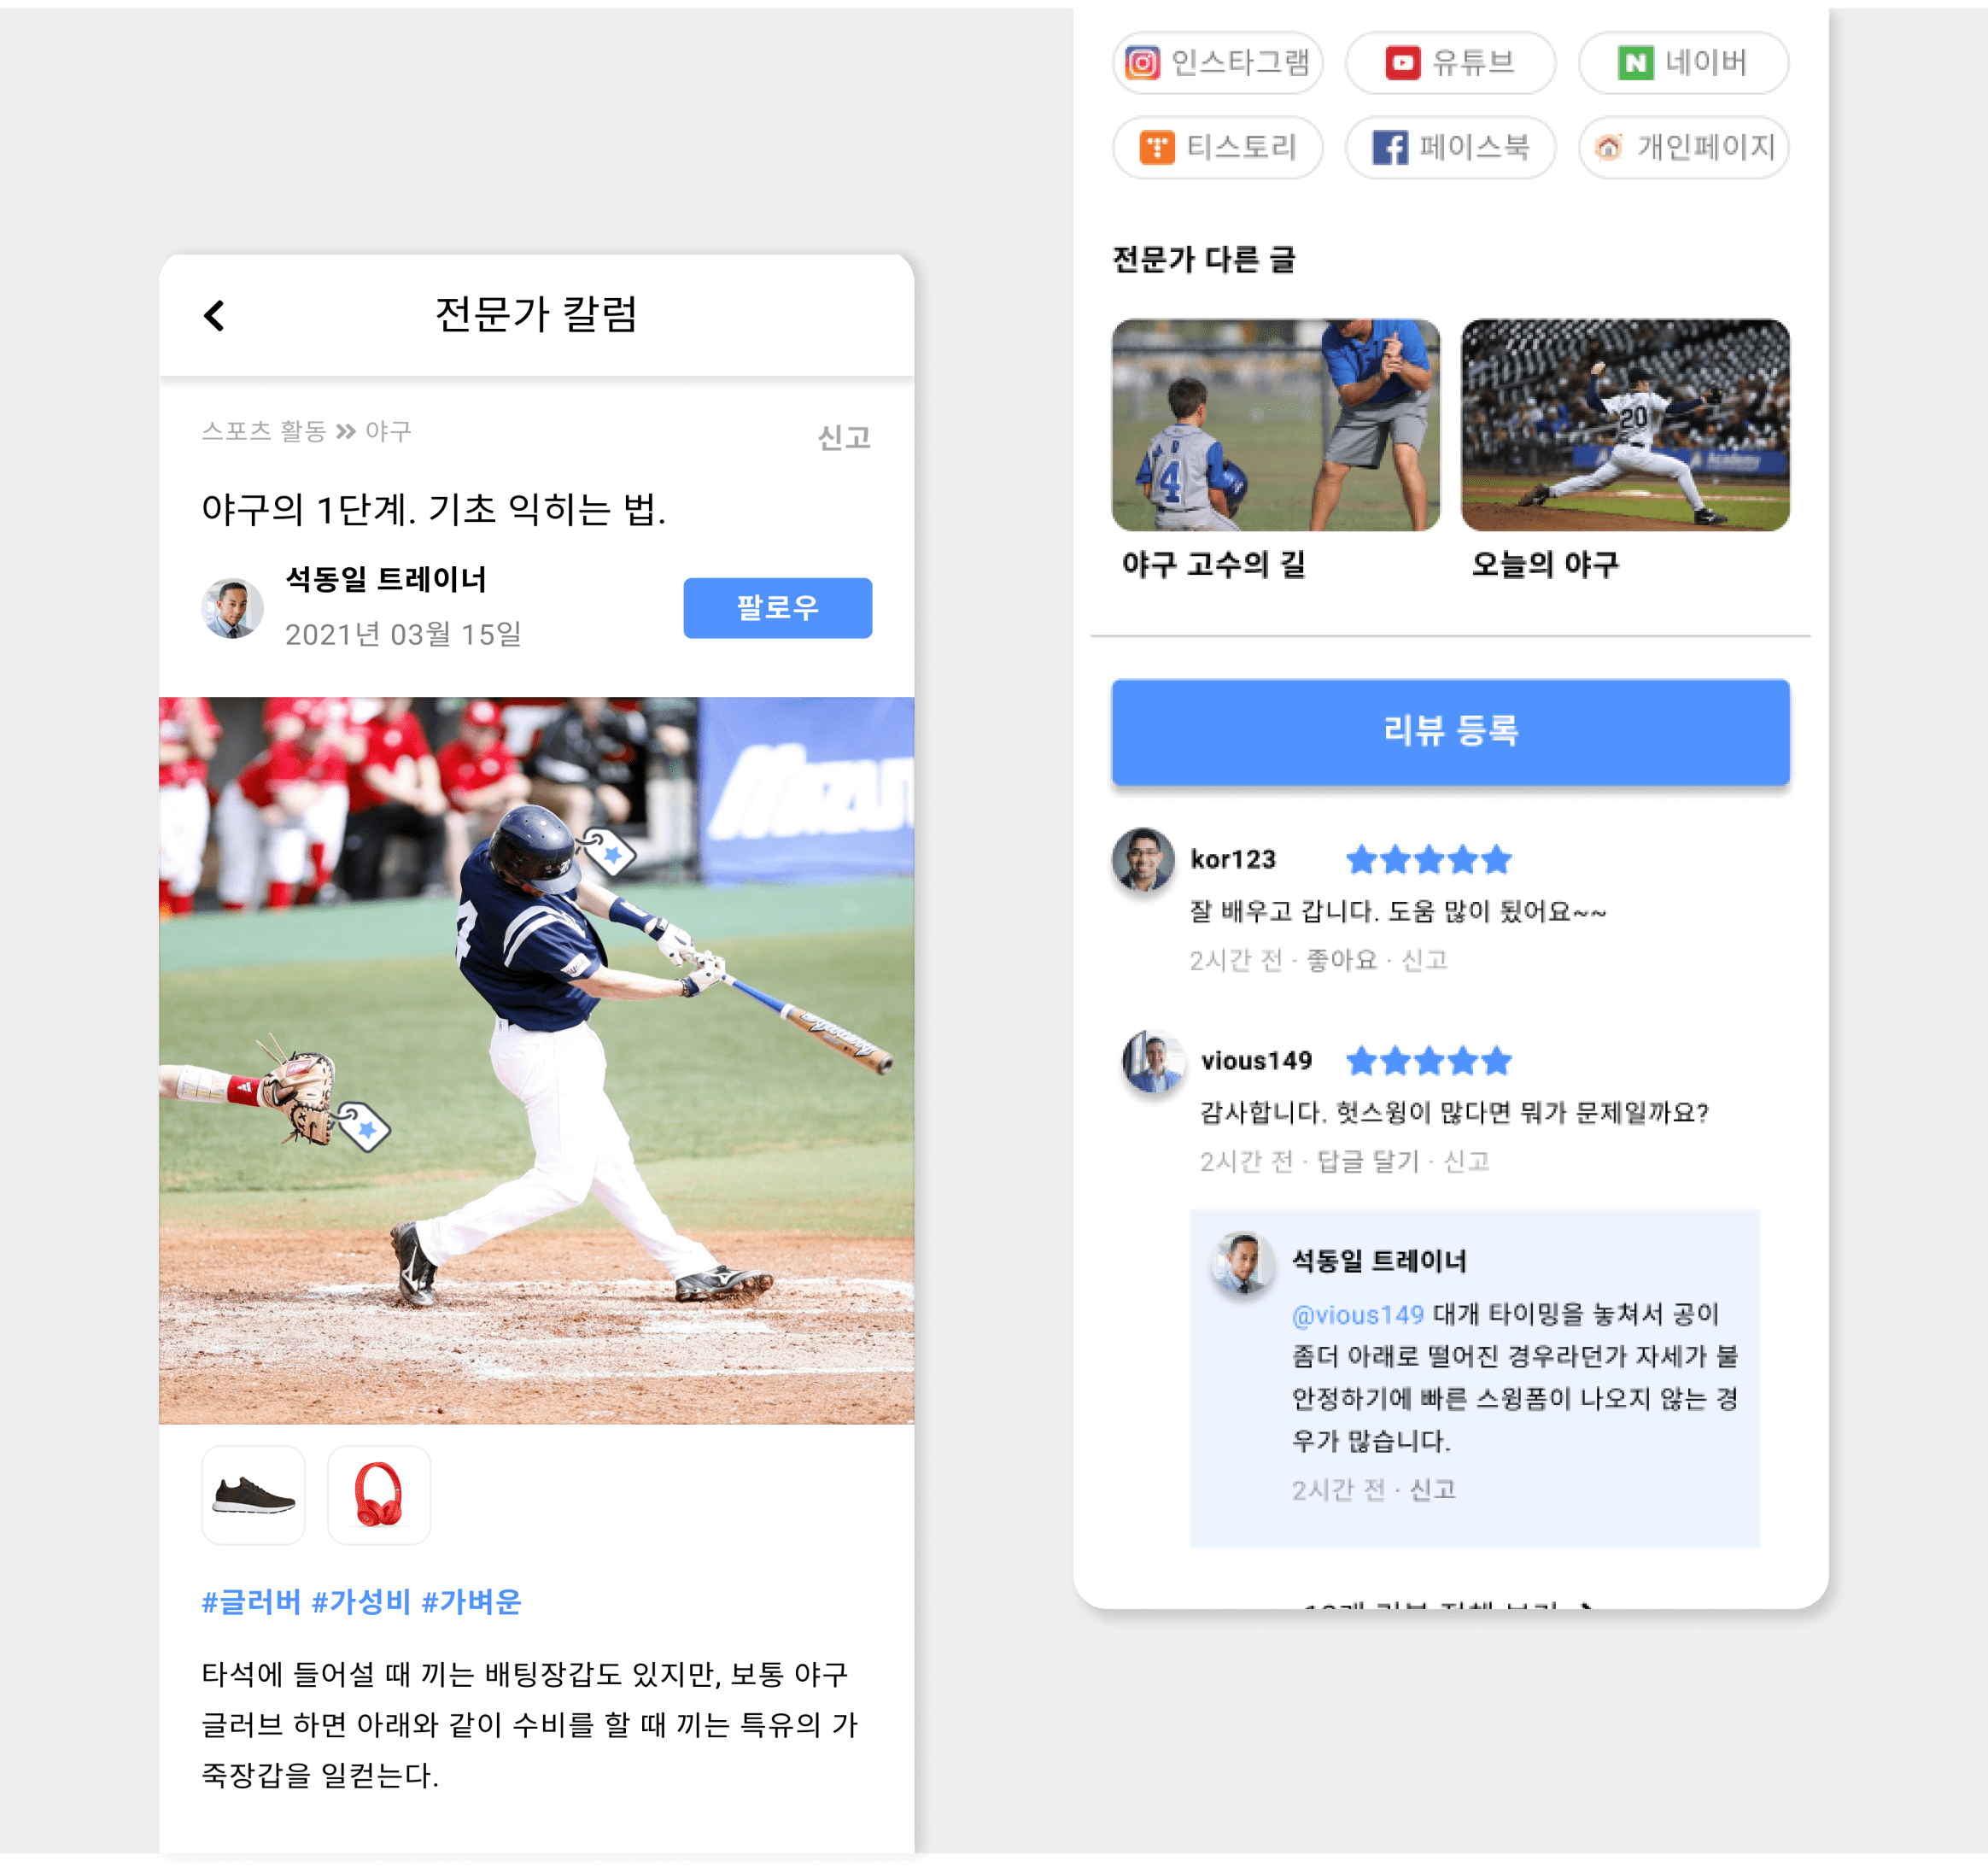 전문가 칼럼
스포츠 활동 » 야구
신고
야구의 1단계. 기초 익히는 법.
석동일 트레이너
2021년 03월 15일
팔로우
#글러버 #가성비 #가벼운
타석에 들어설 때 끼는 배팅장갑도 있지만, 보통 야구
글러브 하면 아래와 같이 수비를 할 때 끼는 특유의 가
죽장갑을 일컫는다.
인스타그램
유튜브
네이버
티스토리
페이스북
개인페이지
전문가 다른 글
4
20
Academy
야구 고수의 길
오늘의 야구
리뷰 등록
kor123
잘 배우고 갑니다. 도움 많이 됬어요~~
2시간 전 · 좋아요 · 신고
vious149
감사합니다. 헛스윙이 많다면 뭐가 문제일까요?
2시간 전 · 답글 달기 · 신고
석동일 트레이너
@vious149 대개 타이밍을 놓쳐서 공이
좀더 아래로 떨어진 경우라던가 자세가 불
안정하기에 빠른 스윙폼이 나오지 않는 경
우가 많습니다.
2시간 전 · 신고